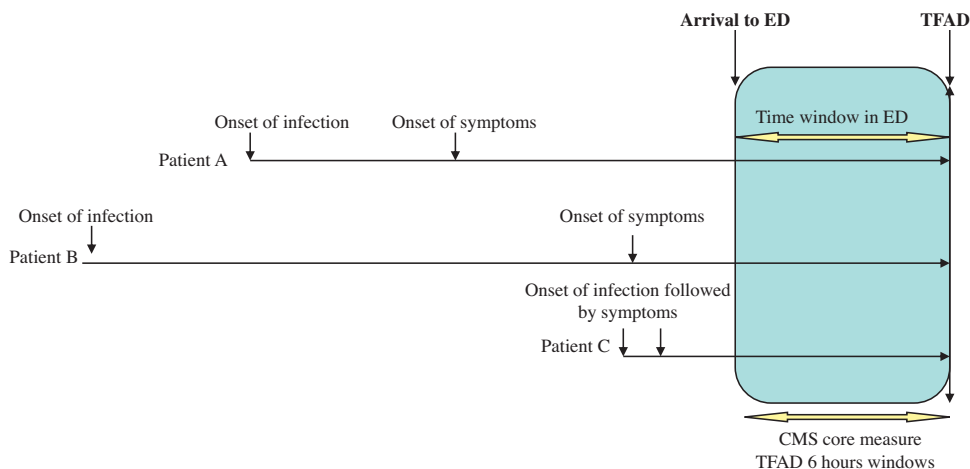 Arrival to ED
TFAD
Time window in ED
Onset of infection
Onset of symptoms
Patient A
Onset of infection
Onset of symptoms
Patient B
Onset of infection followed
by symptoms
Patient C
CMS core measure
TFAD 6 hours windows